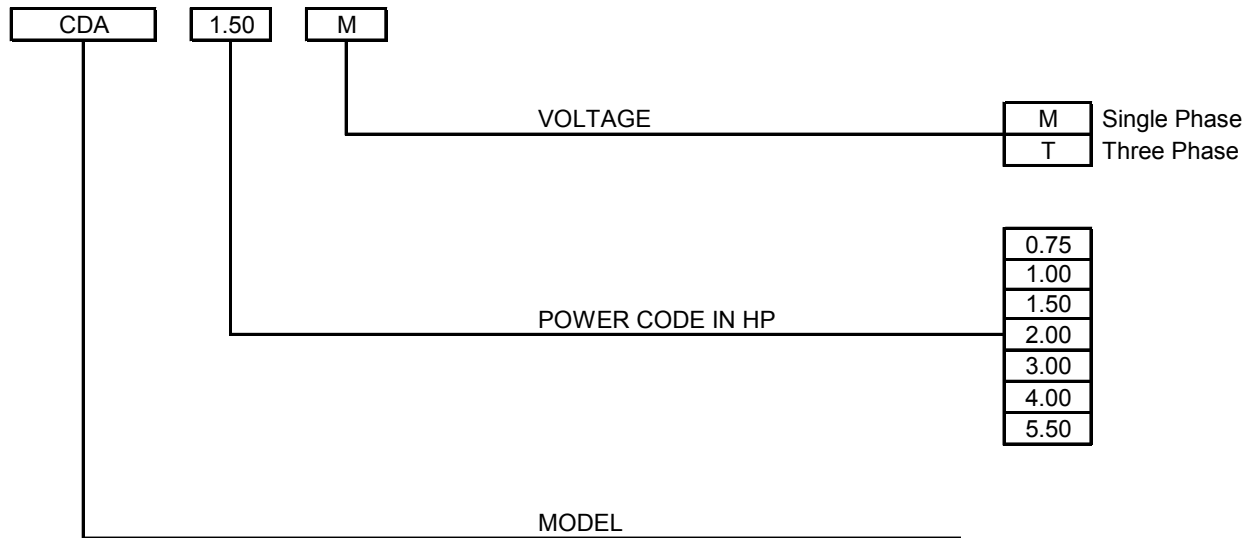 CDA 1.50 M
VOLTAGE
M Single Phase
T Three Phase
0.75
1.00
1.50
POWER CODE IN HP
2.00
3.00
4.00
5.50
MODEL